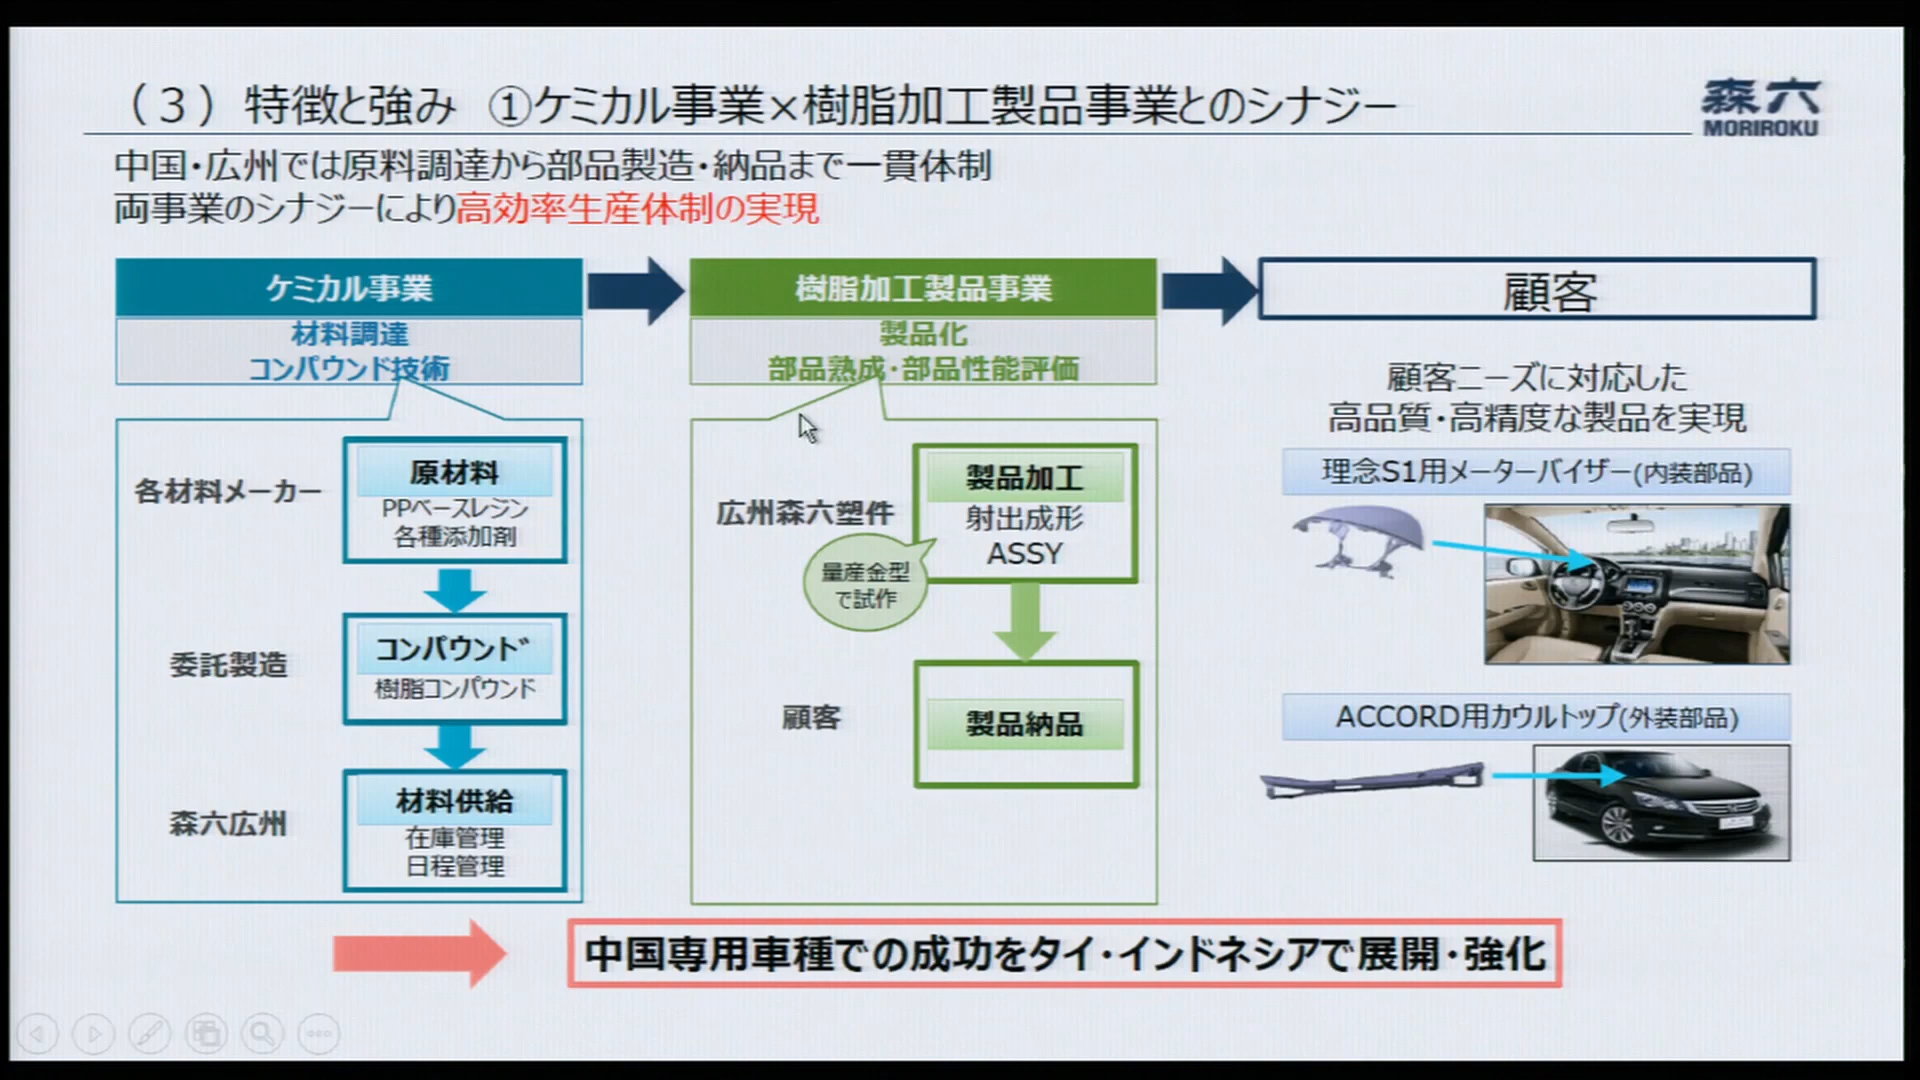 （３）特徴と強み ①ケミカル事業×樹脂加工製品事業とのシナジー
森六
MORIROKU
中国・広州では原料調達から部品製造・納品まで一貫体制
両事業のシナジーにより高効率生産体制の実現
ケミカル事業
材料調達
コンパウンド技術
各材料メーカー
原材料
PPベースレジン
各種添加剤
委託製造
コンパウンド
樹脂コンパウンド
森六広州
材料供給
在庫管理
日程管理
樹脂加工製品事業
製品化
部品熟成・部品性能評価
広州森六塑件
製品加工
射出成形
ASSY
量産金型
で試作
顧客
製品納品
顧客
顧客ニーズに対応した
高品質・高精度な製品を実現
理念S1用メーターバイザー(内装部品)
ACCORD用カウルトップ(外装部品)
中国専用車種での成功をタイ・インドネシアで展開・強化